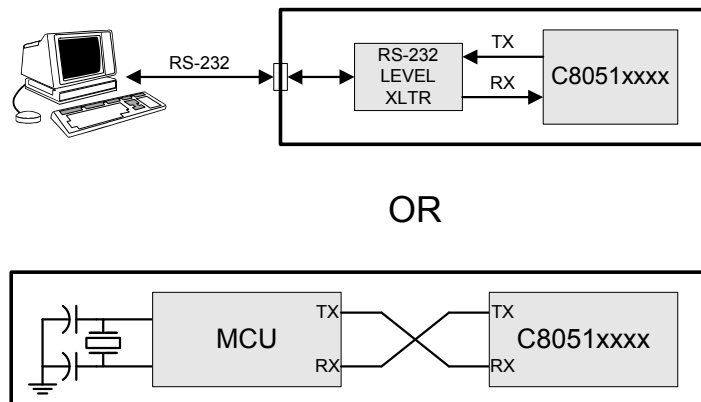 RS-232
RS-232
LEVEL
XLTR
TX
RX
C8051xxxx
OR
MCU
TX
RX
TX
RX
C8051xxxx